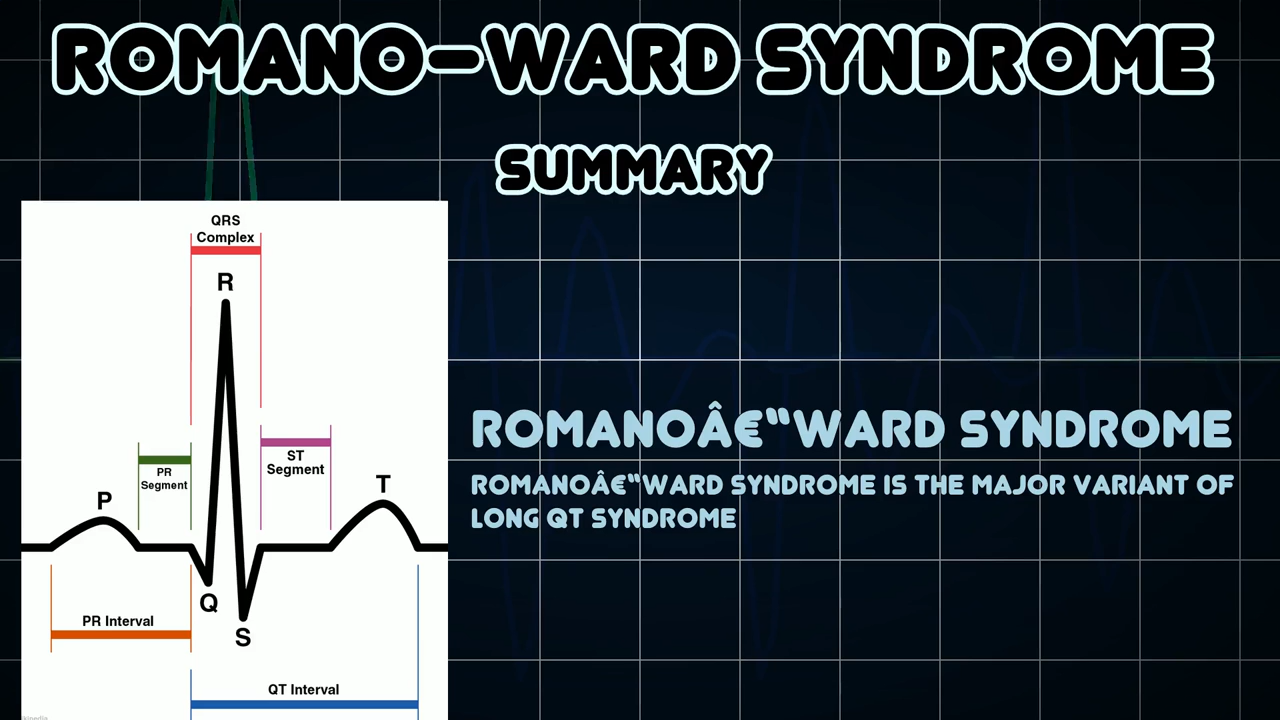 ROMANO-WARD SYNDROME
SUMMARY
QRS
Complex
R
PR
Segment
ST
Segment
P
T
Q
S
PR Interval
QT Interval
ROMANOÂ€“WARD SYNDROME
ROMANOÂ€“WARD SYNDROME IS THE MAJOR VARIANT OF
LONG QT SYNDROME